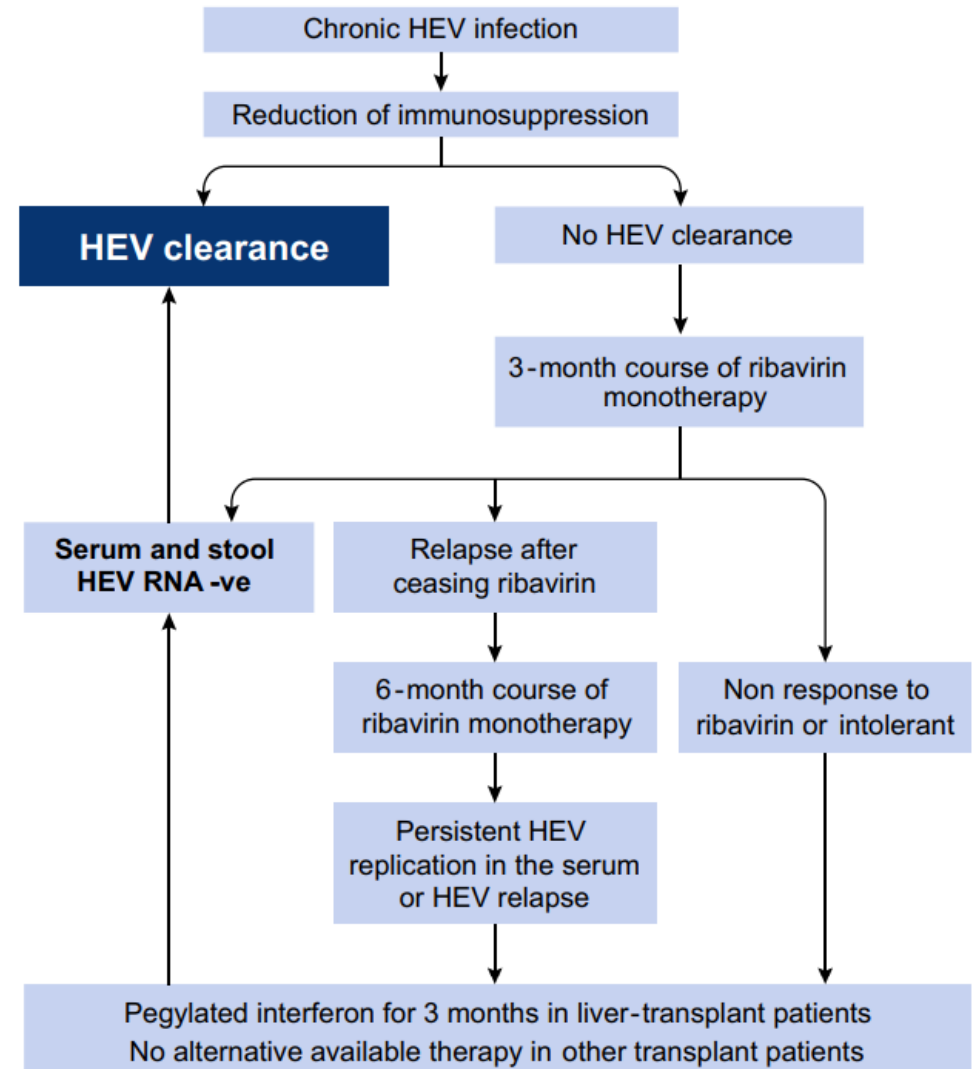 Chronic HEV infection
Reduction of immunosuppression
HEV clearance
No HEV clearance
3-month course of ribavirin
monotherapy
Serum and stool
HEV RNA -ve
Relapse after
ceasing ribavirin
6-month course of
ribavirin monotherapy
Non response to
ribavirin or intolerant
Persistent HEV
replication in the serum
or HEV relapse
Pegylated interferon for 3 months in liver-transplant patients
No alternative available therapy in other transplant patients